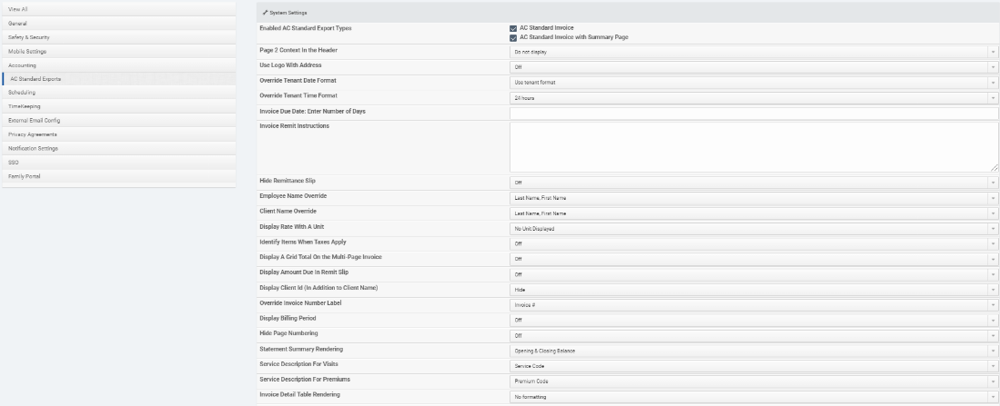 View All
General
Safety & Security
Mobile Settings
Accounting
AC Standard Exports
Scheduling
TimeKeeping
External Email Config
Privacy Agreements
Notification Settings
SSO
Family Portal
System Settings
Enabled AC Standard Export Types
AC Standard Invoice
AC Standard Invoice with Summary Page
Page 2 Context In the Header Do not display
Use Logo With Address Off
Override Tenant Date Format Use tenant format
Override Tenant Time Format 24 hours
Invoice Due Date: Enter Number of Days
Invoice Remit Instructions
Hide Remittance Slip Off
Employee Name Override Last Name, First Name
Client Name Override Last Name, First Name
Display Rate With A Unit No Unit Displayed
Identify Items When Taxes Apply Off
Display A Grid Total On the Multi-Page Invoice Off
Display Amount Due In Remit Slip Off
Display Client Id (In Addition to Client Name) Hide
Override Invoice Number Label Invoice #
Display Billing Period Off
Hide Page Numbering Off
Statement Summary Rendering Opening & Closing Balance
Service Description For Visits Service Code
Service Description For Premiums Premium Code
Invoice Detail Table Rendering No formatting